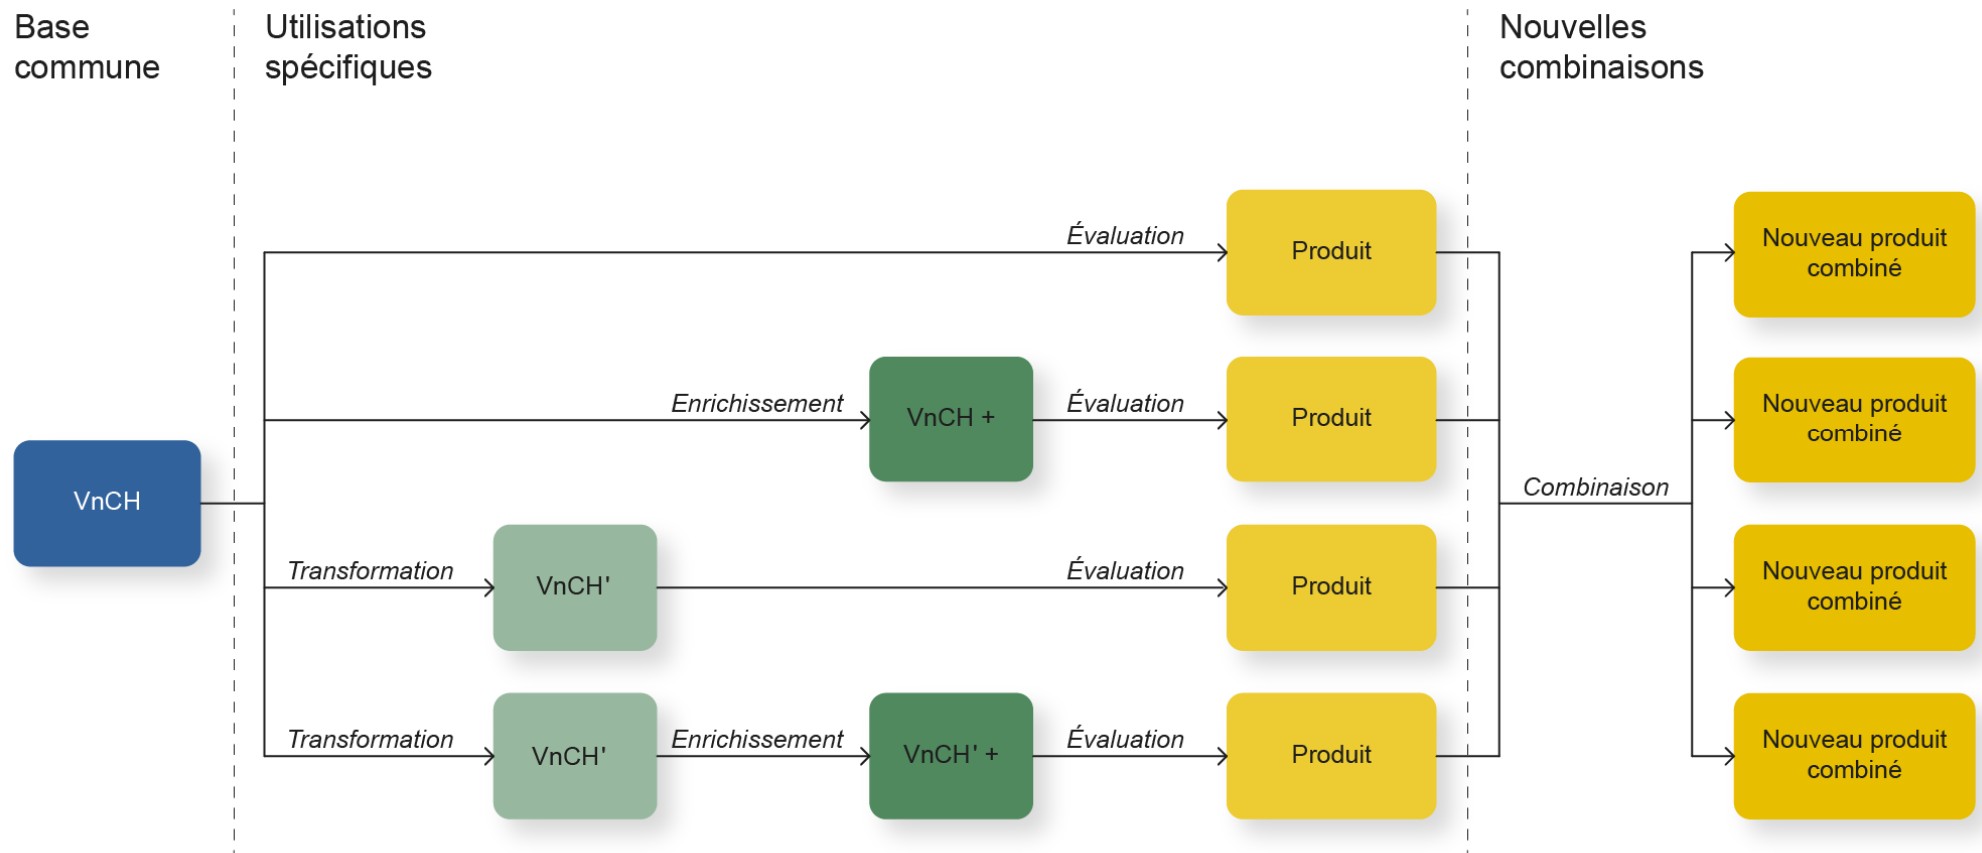 Base
commune
Utilisations
spécifiques
Nouvelles
combinaisons
Évaluation
Produit
Nouveau produit
combiné
Enrichissement
VnCH +
Évaluation
Produit
Nouveau produit
combiné
VnCH
Combinaison
Transformation
VnCH'
Évaluation
Produit
Nouveau produit
combiné
Transformation
VnCH'
Enrichissement
VnCH' +
Évaluation
Produit
Nouveau produit
combiné